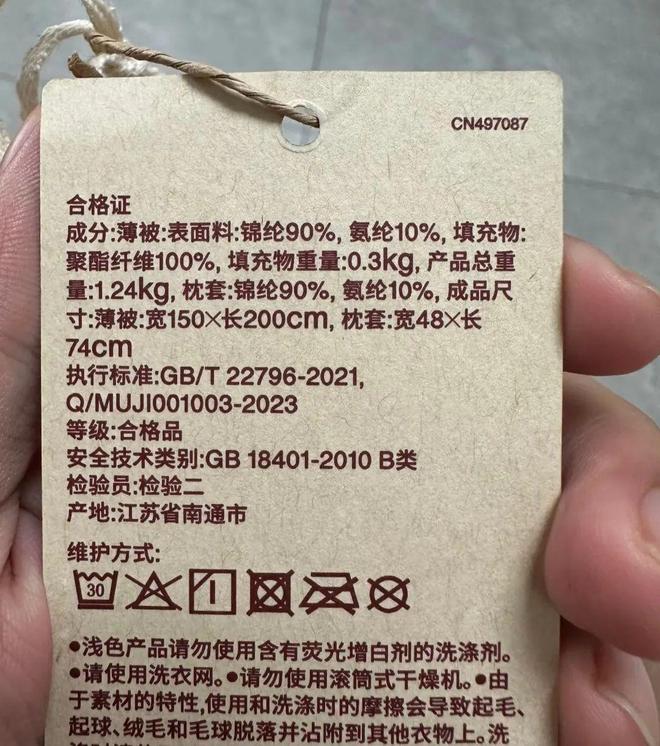 CN497087
合格证
成分:薄被:表面料:锦纶90%, 氨纶10%, 填充物:
聚酯纤维100%, 填充物重量:0.3kg, 产品总重
量:1.24kg, 枕套:锦纶90%, 氨纶10%, 成品尺
寸:薄被:宽150×长200cm, 枕套:宽48×长
74cm
执行标准:GB/T 22796-2021,
Q/MUJI001003-2023
等级:合格品
安全技术类别:GB 18401-2010 B类
检验员:检验二
产地:江苏省南通市
维护方式:
30
•浅色产品请勿使用含有荧光增白剂的洗涤剂。
•请使用洗衣网。•请勿使用滚筒式干燥机。•由
于素材的特性,使用和洗涤时的摩擦会导致起毛、
起球、绒毛和毛球脱落并沾附到其他衣物上。洗